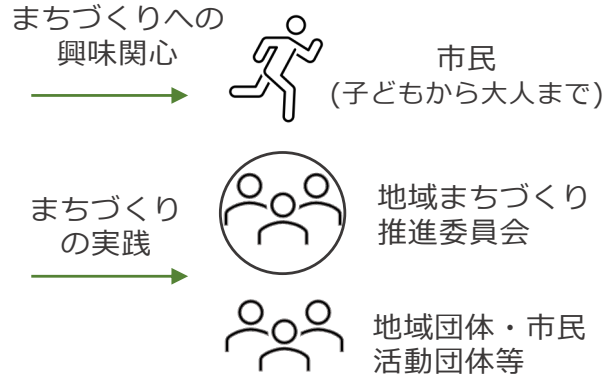 まちづくりへの
興味関心
市民
(子どもから大人まで)
まちづくり
の実践
地域まちづくり
推進委員会
地域団体・市民
活動団体等